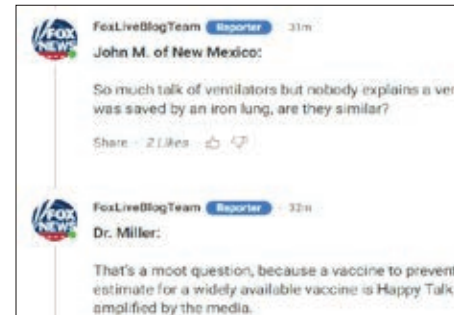 FOX
NEWS
FoxLiveBlogTeam Reporter · 31m
John M. of New Mexico:
So much talk of ventilators but nobody explains a
was saved by an iron lung, are they similar?
Share · 2 Likes
FOX
NEWS
FoxLiveBlogTeam Reporter · 32m
Dr. Miller:
That's a moot question, because a vaccine to prevent
estimate for a widely available vaccine is Happy Talk
amplified by the media.